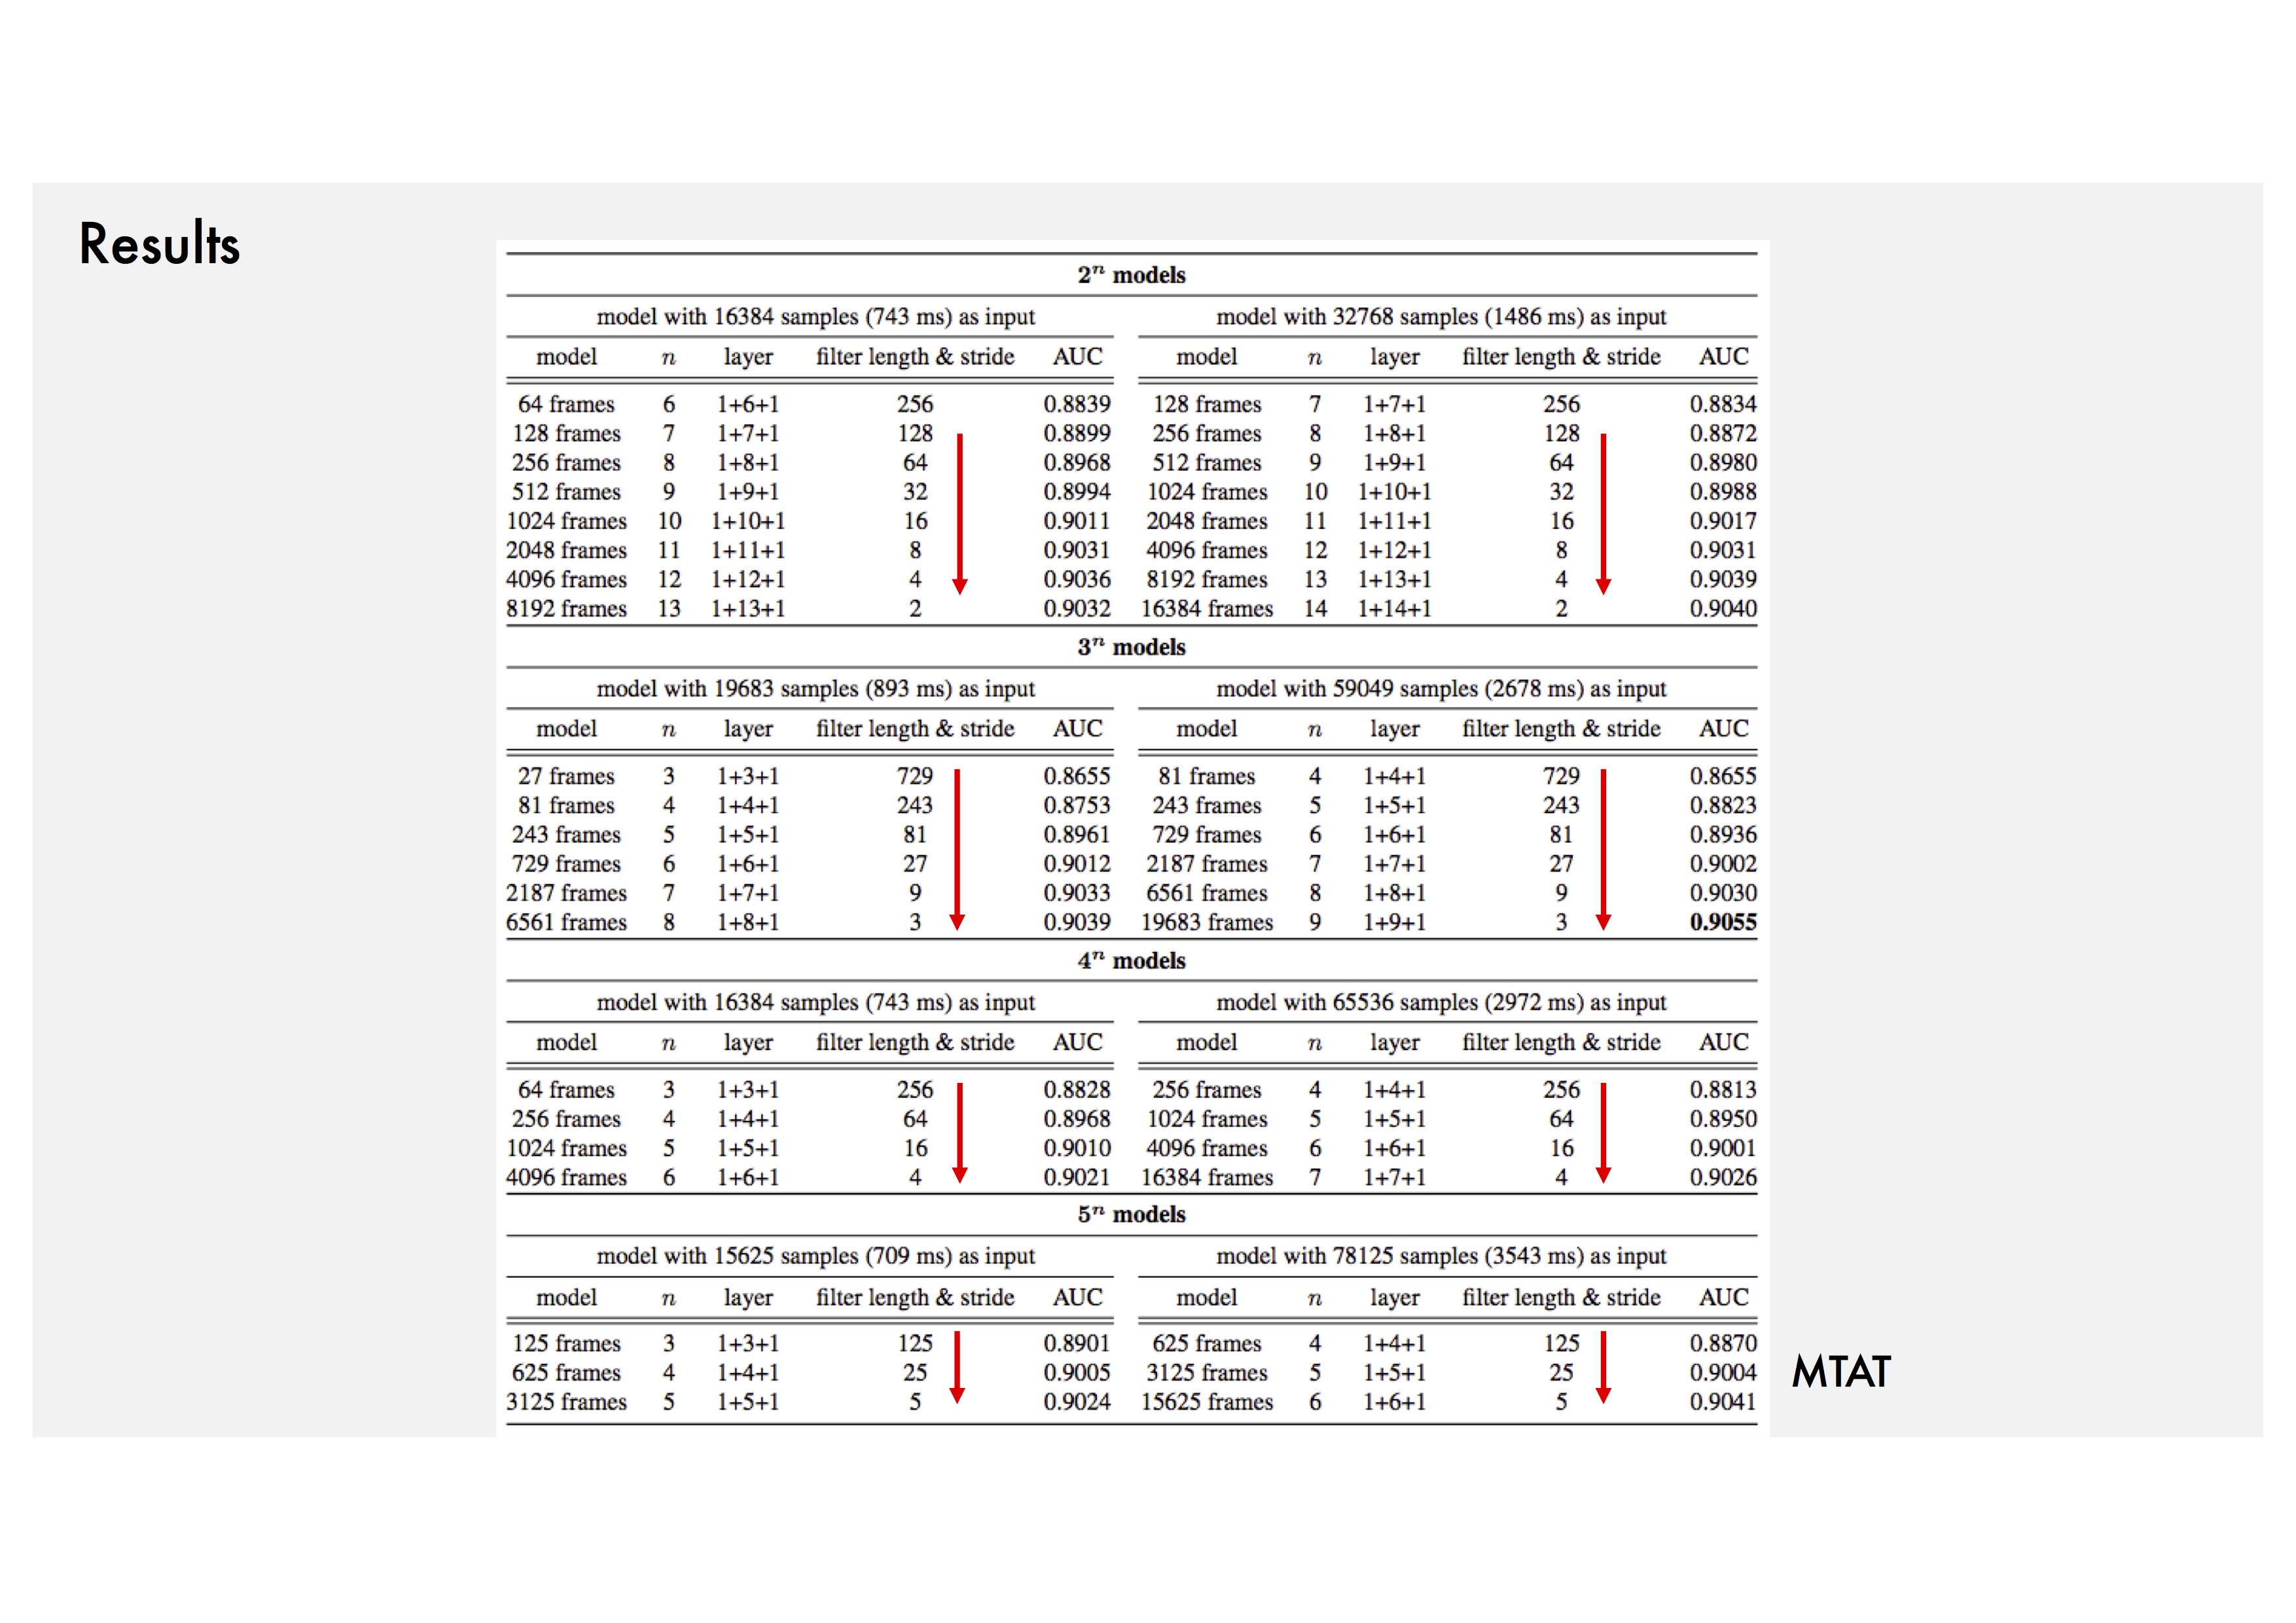 Results
2ⁿ models
model with 16384 samples (743 ms) as input model with 32768 samples (1486 ms) as input
model n layer filter length & stride AUC model n layer filter length & stride AUC
64 frames 6 1+6+1 256 0.8839 128 frames 7 1+7+1 256 0.8834
128 frames 7 1+7+1 128 0.8899 256 frames 8 1+8+1 128 0.8872
256 frames 8 1+8+1 64 0.8968 512 frames 9 1+9+1 64 0.8980
512 frames 9 1+9+1 32 0.8994 1024 frames 10 1+10+1 32 0.8988
1024 frames 10 1+10+1 16 0.9011 2048 frames 11 1+11+1 16 0.9017
2048 frames 11 1+11+1 8 0.9031 4096 frames 12 1+12+1 8 0.9031
4096 frames 12 1+12+1 4 0.9036 8192 frames 13 1+13+1 4 0.9039
8192 frames 13 1+13+1 2 0.9032 16384 frames 14 1+14+1 2 0.9040
3ⁿ models
model with 19683 samples (893 ms) as input model with 59049 samples (2678 ms) as input
model n layer filter length & stride AUC model n layer filter length & stride AUC
27 frames 3 1+3+1 729 0.8655 81 frames 4 1+4+1 729 0.8655
81 frames 4 1+4+1 243 0.8753 243 frames 5 1+5+1 243 0.8823
243 frames 5 1+5+1 81 0.8961 729 frames 6 1+6+1 81 0.8936
729 frames 6 1+6+1 27 0.9012 2187 frames 7 1+7+1 27 0.9002
2187 frames 7 1+7+1 9 0.9033 6561 frames 8 1+8+1 9 0.9030
6561 frames 8 1+8+1 3 0.9039 19683 frames 9 1+9+1 3 0.9055
4ⁿ models
model with 16384 samples (743 ms) as input model with 65536 samples (2972 ms) as input
model n layer filter length & stride AUC model n layer filter length & stride AUC
64 frames 3 1+3+1 256 0.8828 256 frames 4 1+4+1 256 0.8813
256 frames 4 1+4+1 64 0.8968 1024 frames 5 1+5+1 64 0.8950
1024 frames 5 1+5+1 16 0.9010 4096 frames 6 1+6+1 16 0.9001
4096 frames 6 1+6+1 4 0.9021 16384 frames 7 1+7+1 4 0.9026
5ⁿ models
model with 15625 samples (709 ms) as input model with 78125 samples (3543 ms) as input
model n layer filter length & stride AUC model n layer filter length & stride AUC
125 frames 3 1+3+1 125 0.8901 625 frames 4 1+4+1 125 0.8870
625 frames 4 1+4+1 25 0.9005 3125 frames 5 1+5+1 25 0.9004
3125 frames 5 1+5+1 5 0.9024 15625 frames 6 1+6+1 5 0.9041
MTAT